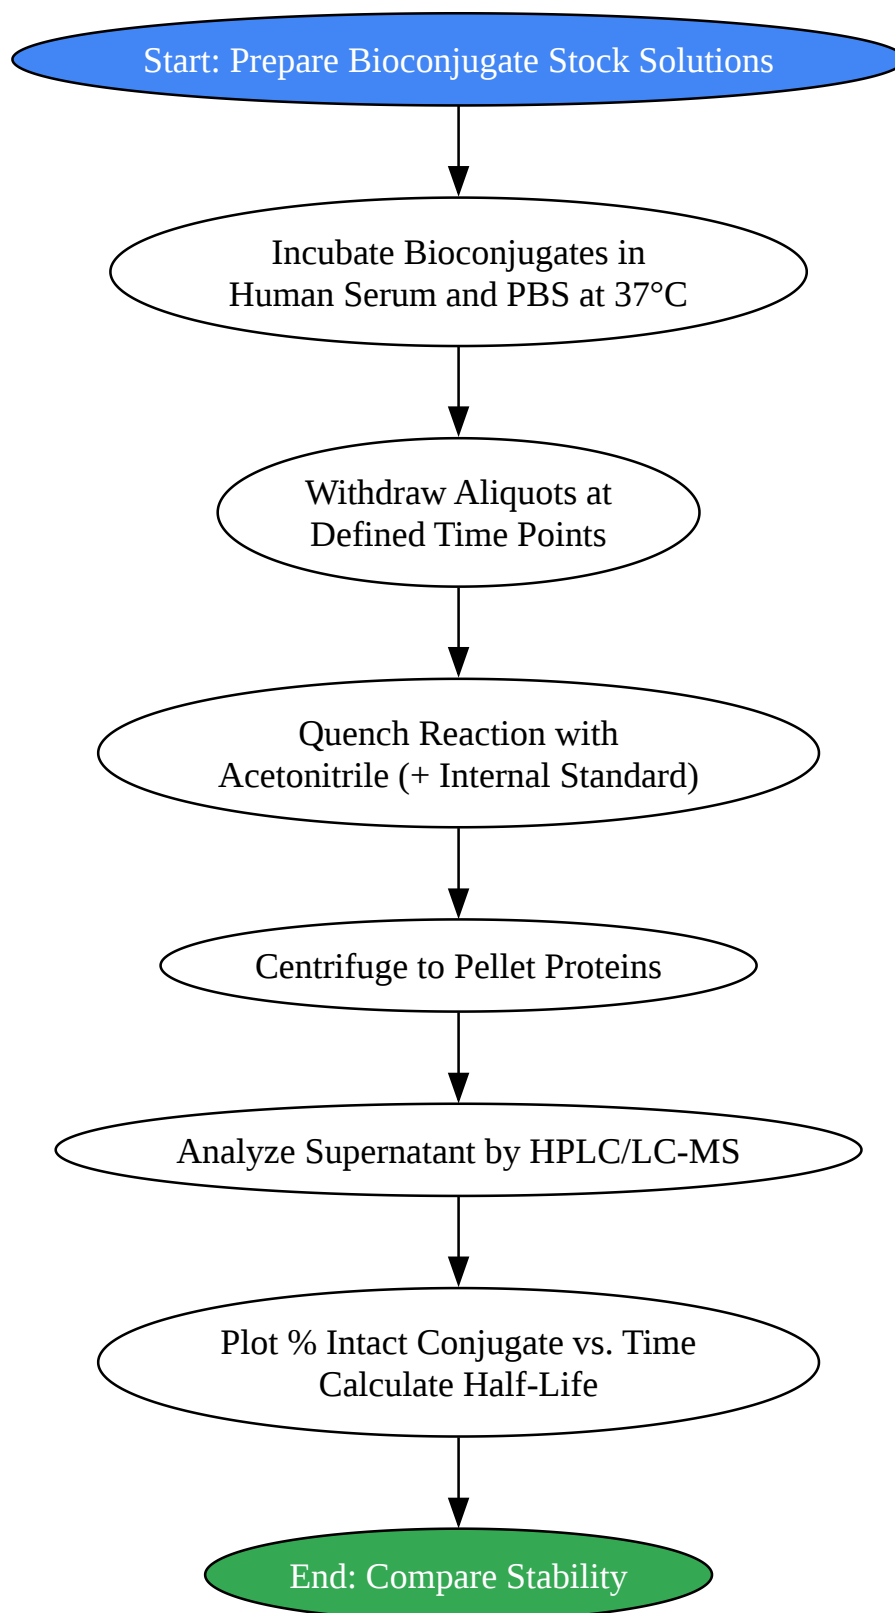 Start: Prepare Bioconjugate Stock Solutions
Incubate Bioconjugates in
Human Serum and PBS at 37°C
Withdraw Aliquots at
Defined Time Points
Quench Reaction with
Acetonitrile (+ Internal Standard)
Centrifuge to Pellet Proteins
Analyze Supernatant by HPLC/LC-MS
Plot % Intact Conjugate vs. Time
Calculate Half-Life
End: Compare Stability